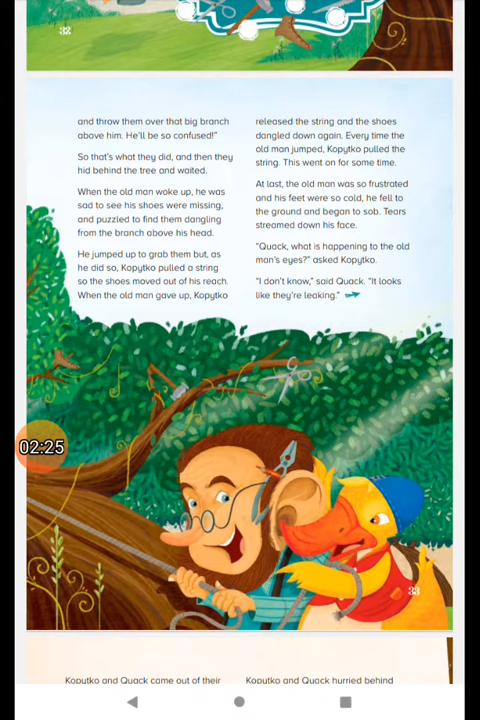 32
and throw them over that big branch
above him. He'll be so confused!"
So that's what they did, and then they
hid behind the tree and waited.
When the old man woke up, he was
sad to see his shoes were missing,
and puzzled to find them dangling
from the branch above his head.
He jumped up to grab them but, as
he did so, Kopytko pulled a string
so the shoes moved out of his reach.
When the old man gave up, Kopytko
released the string and the shoes
dangled down again. Every time the
old man jumped, Kopytko pulled the
string. This went on for some time.
At last, the old man was so frustrated
and his feet were so cold, he fell to
the ground and began to sob. Tears
streamed down his face.
"Quack, what is happening to the old
man's eyes?" asked Kopytko.
"I don't know," said Quack. "It looks
like they're leaking."
02:25
33
Kopytko and Quack came out of their
Kopytko and Quack hurried behind